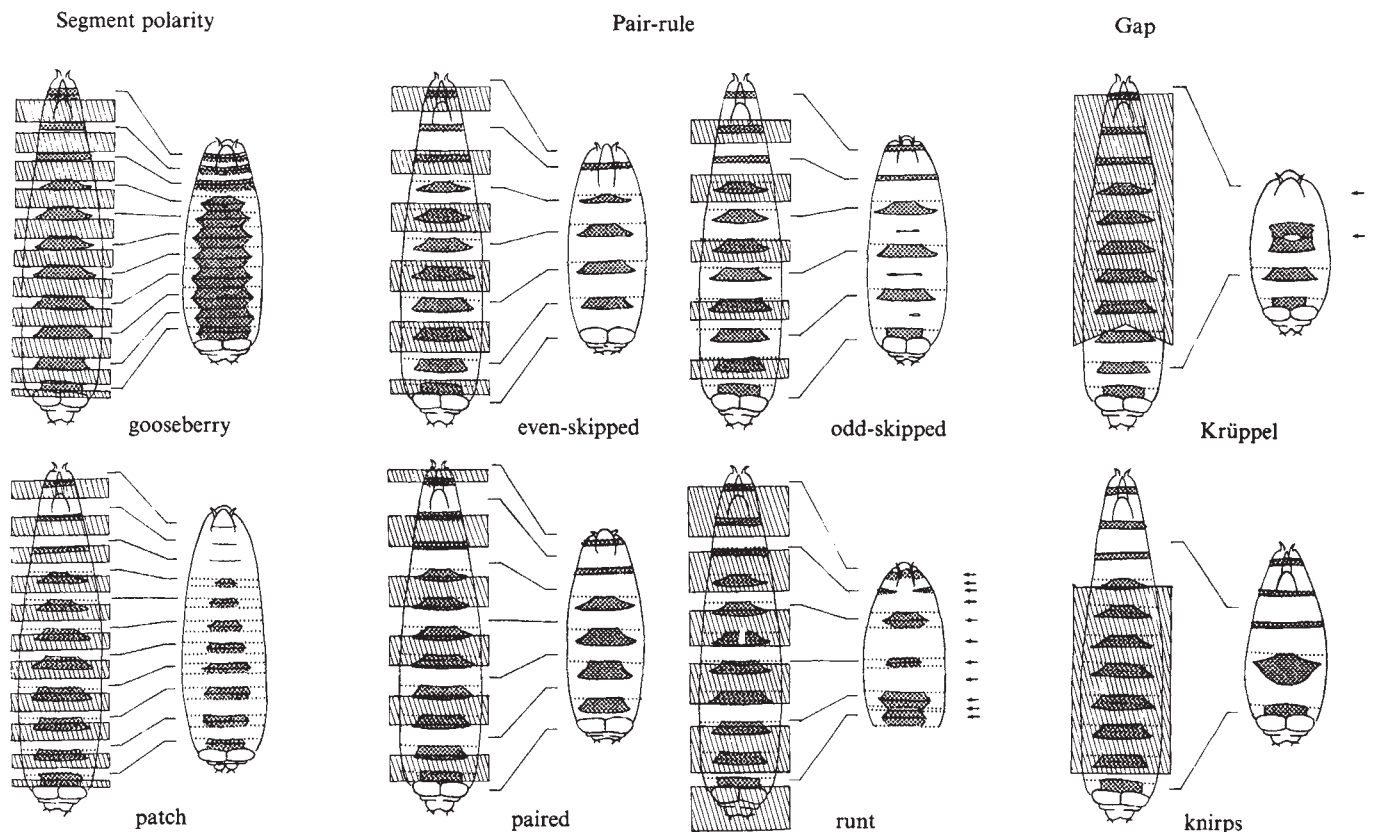 Segment polarity
Pair-rule
Gap
gooseberry
even-skipped
odd-skipped
Krüppel
patch
paired
runt
knirps